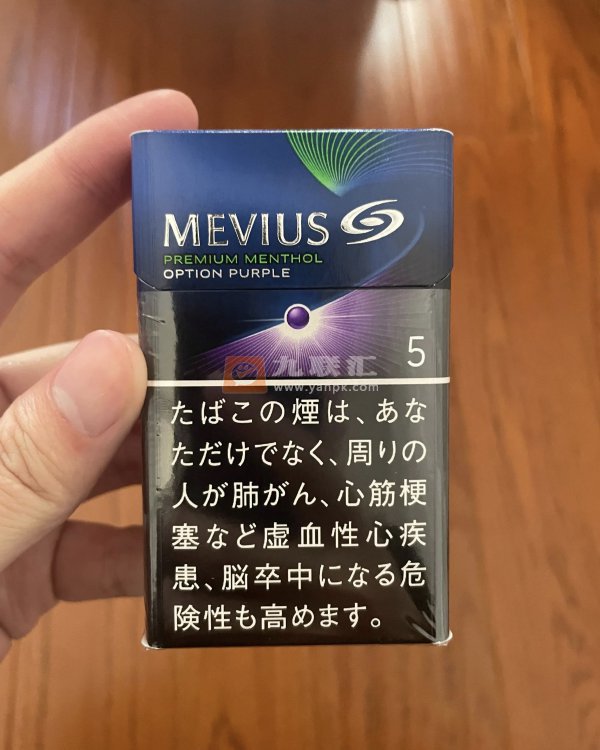 MEVIUS
PREMIUM MENTHOL
OPTION PURPLE
5
九联汇
www.yanpk.com
たばこの煙は、あな
ただけでなく、周りの
人が肺がん、心筋梗
塞など虚血性心疾
患、脳卒中になる危
険性も高めます。